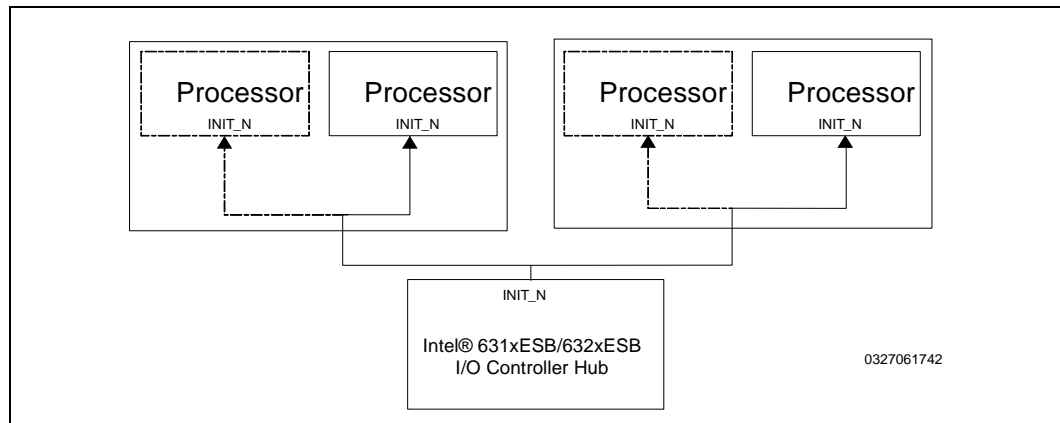 Processor
INIT_N
Processor
INIT_N
Processor
INIT_N
Processor
INIT_N
INIT_N
Intel® 631xESB/632xESB
I/O Controller Hub
0327061742